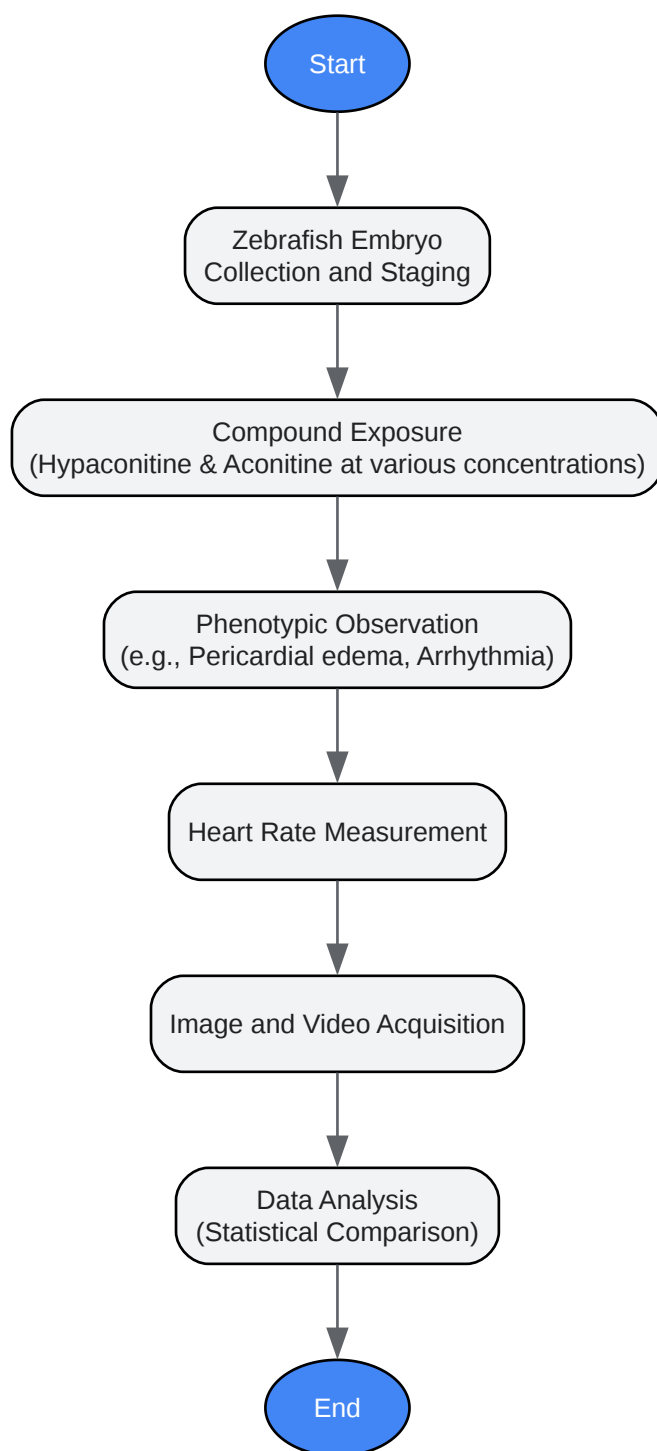 Start
Zebrafish Embryo
Collection and Staging
Compound Exposure
(Hypaconitine & Aconitine at various concentrations)
Phenotypic Observation
(e.g., Pericardial edema, Arrhythmia)
Heart Rate Measurement
Image and Video Acquisition
Data Analysis
(Statistical Comparison)
End